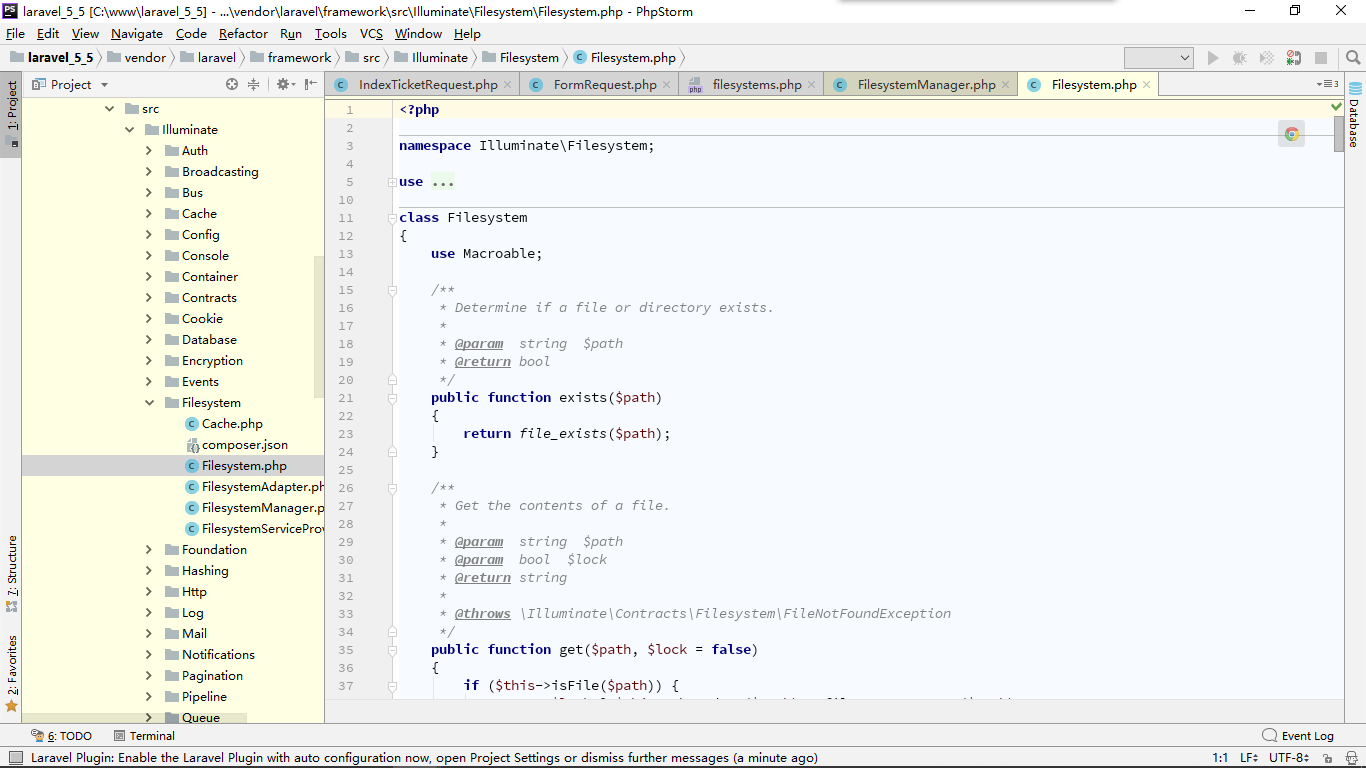 laravel_5_5 [C:\www\laravel_5_5] - ...\vendor\laravel\framework\src\Illuminate\Filesystem\Filesystem.php - PhpStorm
File Edit View Navigate Code Refactor Run Tools VCS Window Help
laravel_5_5 vendor laravel framework src Illuminate Filesystem Filesystem.php
1: Project
7: Structure
2: Favorites
Project
src
Illuminate
Auth
Broadcasting
Bus
Cache
Config
Console
Container
Contracts
Cookie
Database
Encryption
Events
Filesystem
Cache.php
composer.json
Filesystem.php
FilesystemAdapter.ph
FilesystemManager.p
FilesystemServiceProv
Foundation
Hashing
Http
Log
Mail
Notifications
Pagination
Pipeline
Queue
IndexTicketRequest.php FormRequest.php filesystems.php FilesystemManager.php Filesystem.php
1 <?php
2
3 namespace Illuminate\Filesystem;
4
5 use ...
10
11 class Filesystem
12 {
13 use Macroable;
14
15 /**
16 * Determine if a file or directory exists.
17 *
18 * @param string $path
19 * @return bool
20 */
21 public function exists($path)
22 {
23 return file_exists($path);
24 }
25
26 /**
27 * Get the contents of a file.
28 *
29 * @param string $path
30 * @param bool $lock
31 * @return string
32 *
33 * @throws \Illuminate\Contracts\Filesystem\FileNotFoundException
34 */
35 public function get($path, $lock = false)
36 {
37 if ($this->isFile($path)) {
Database
6: TODO Terminal Event Log
Laravel Plugin: Enable the Laravel Plugin with auto configuration now, open Project Settings or dismiss further messages (a minute ago) 1:1 LF UTF-8